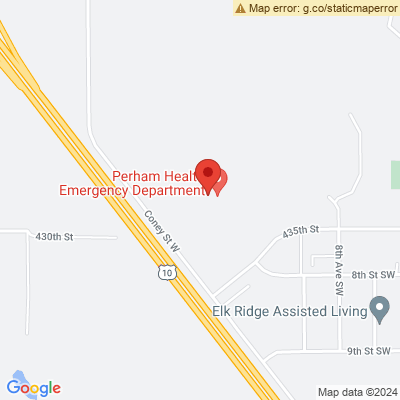 Map error: g.co/staticmaperror
Perham Healt
Emergency Department
Coney St W
430th St
435th St
10
8th Ave SW
8th St SW
Elk Ridge Assisted Living
9th St SW
Google
Map data ©2024